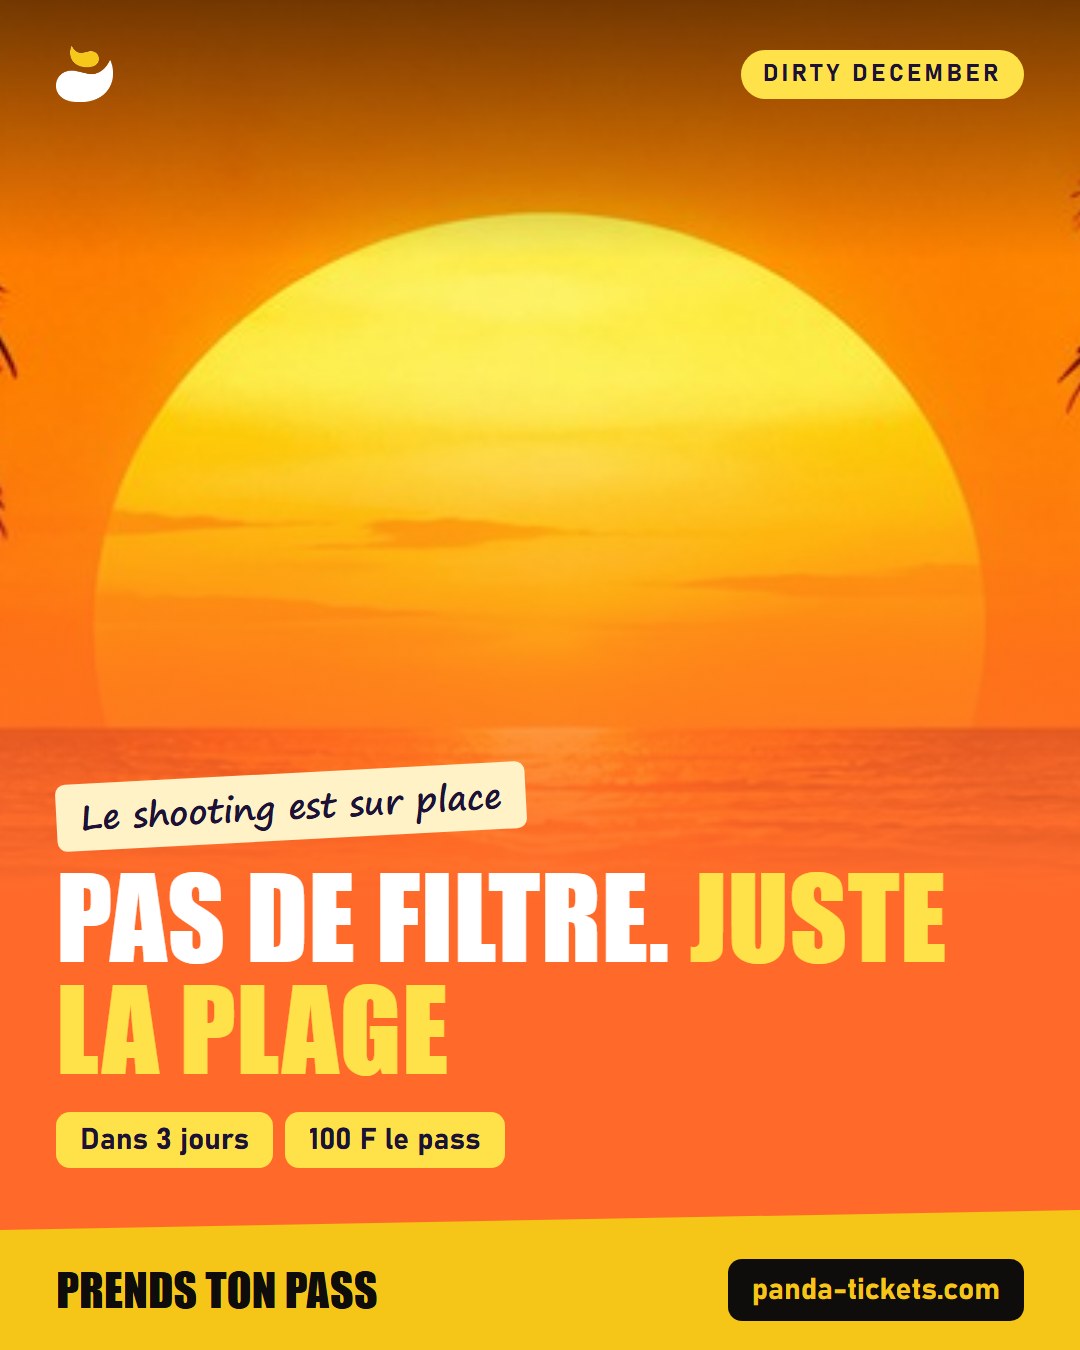 DIRTY DECEMBER
Le shooting est sur place
PAS DE FILTRE. JUSTE
LA PLAGE
Dans 3 jours
100 F le pass
PRENDS TON PASS
panda-tickets.com